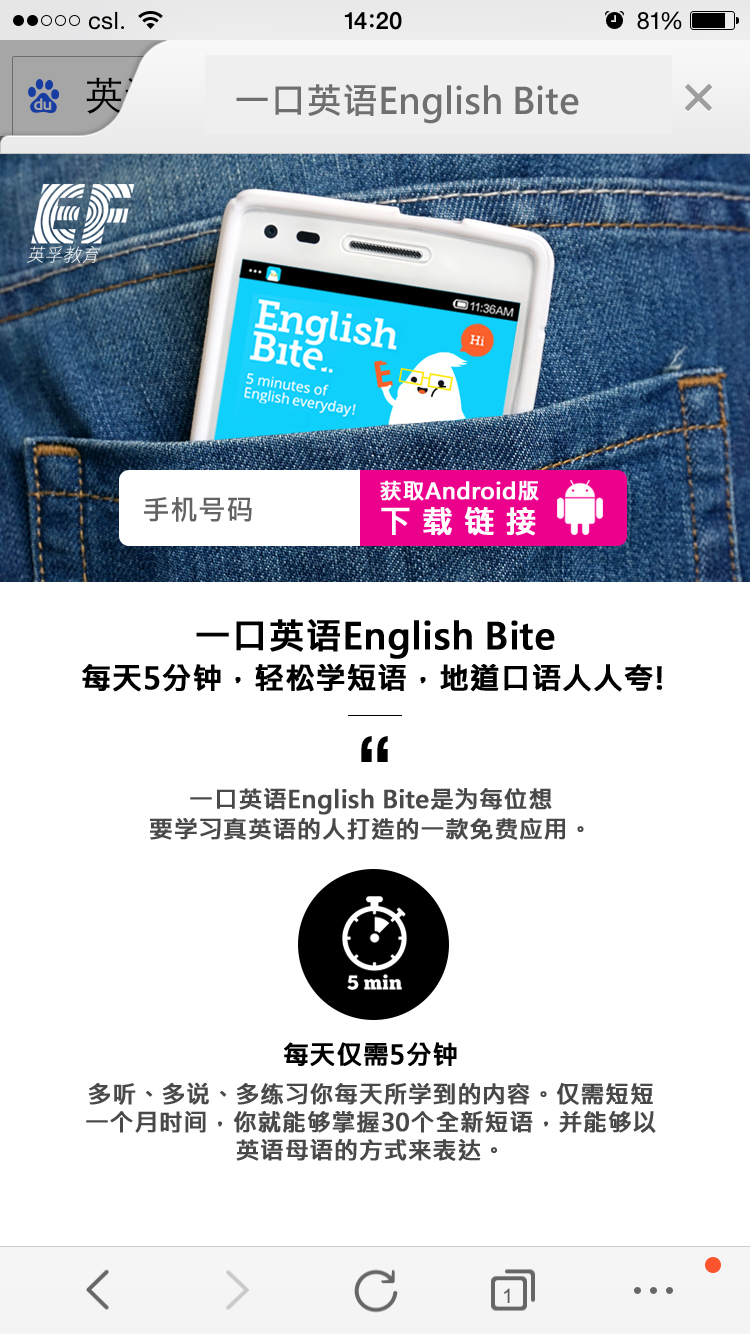 csl.
14:20
81%
du
英
一口英语English Bite
EF
英孚教育
11:36AM
English
Bite..
Hi
5 minutes of
English everyday!
手机号码
获取Android版
下载链接
一口英语English Bite
每天5分钟，轻松学短语，地道口语人人夸!
“
一口英语English Bite是为每位想
要学习真英语的人打造的一款免费应用。
5 min
每天仅需5分钟
多听、多说、多练习你每天所学到的内容。仅需短短
一个月时间，你就能够掌握30个全新短语，并能够以
英语母语的方式来表达。
1